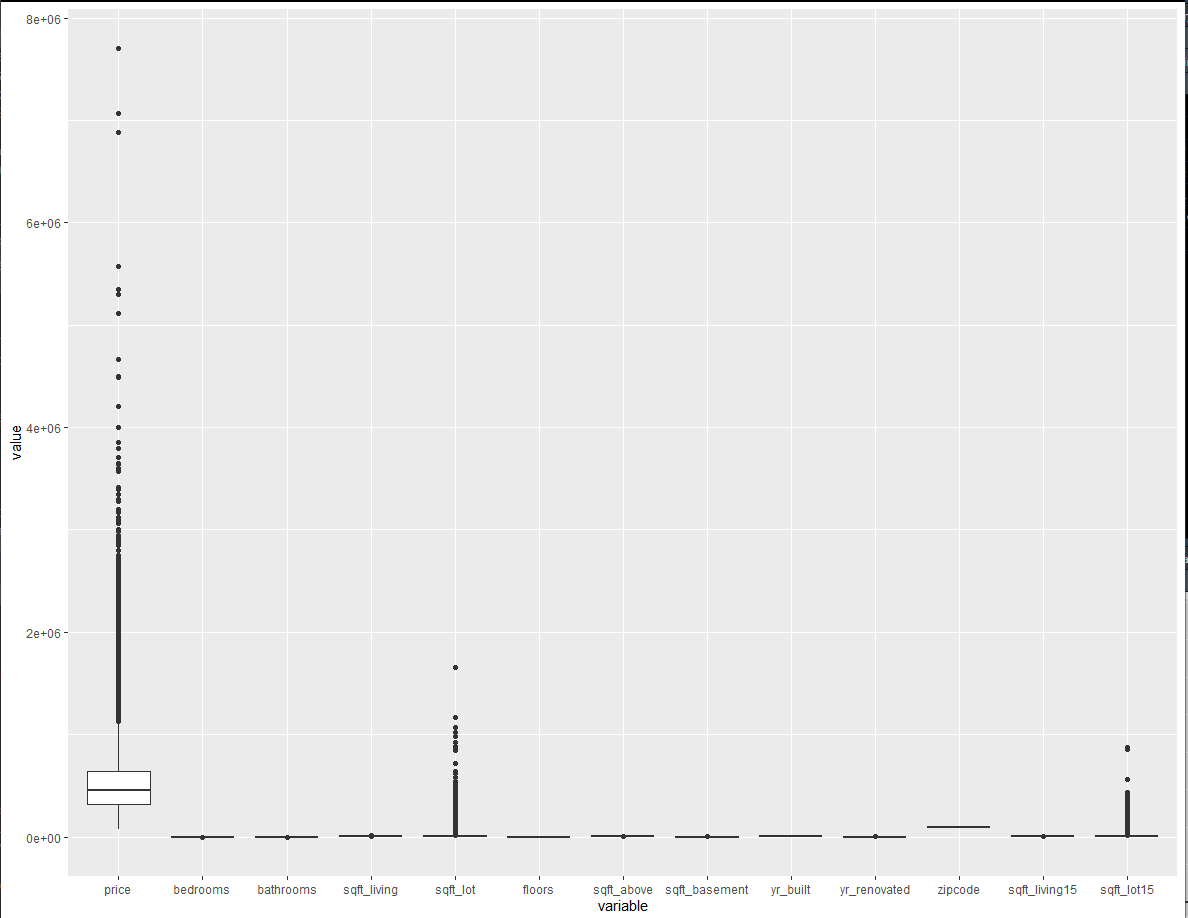 8e+06
6e+06
4e+06
2e+06
0e+00
value
price bedrooms bathrooms sqft_living sqft_lot floors sqft_above sqft_basement yr_built yr_renovated zipcode sqft_living15 sqft_lot15
variable